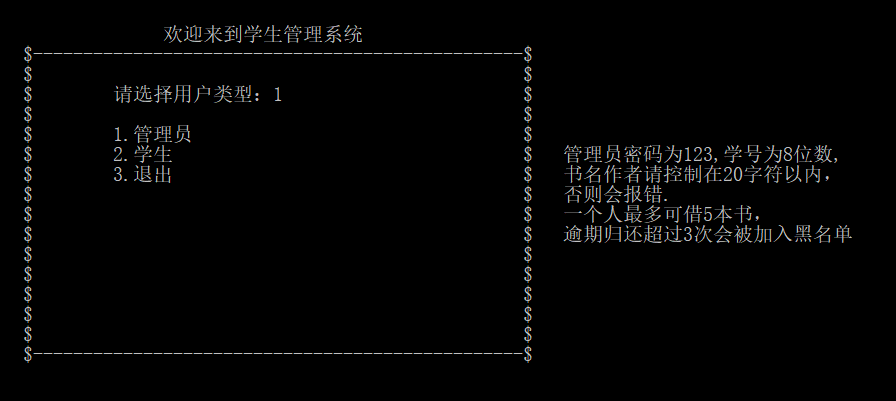 欢迎来到学生管理系统
$-------------------------------------------------$
$
$
$ 请选择用户类型：1 $
$ $
$ 1.管理员 $
$ 2.学生 $ 管理员密码为123,学号为8位数,
$ 3.退出 $ 书名作者请控制在20字符以内，
$ $ 否则会报错.
$ $ 一个人最多可借5本书，
$ $ 逾期归还超过3次会被加入黑名单
$ $
$ $
$ $
$ $
$ $
$-------------------------------------------------$